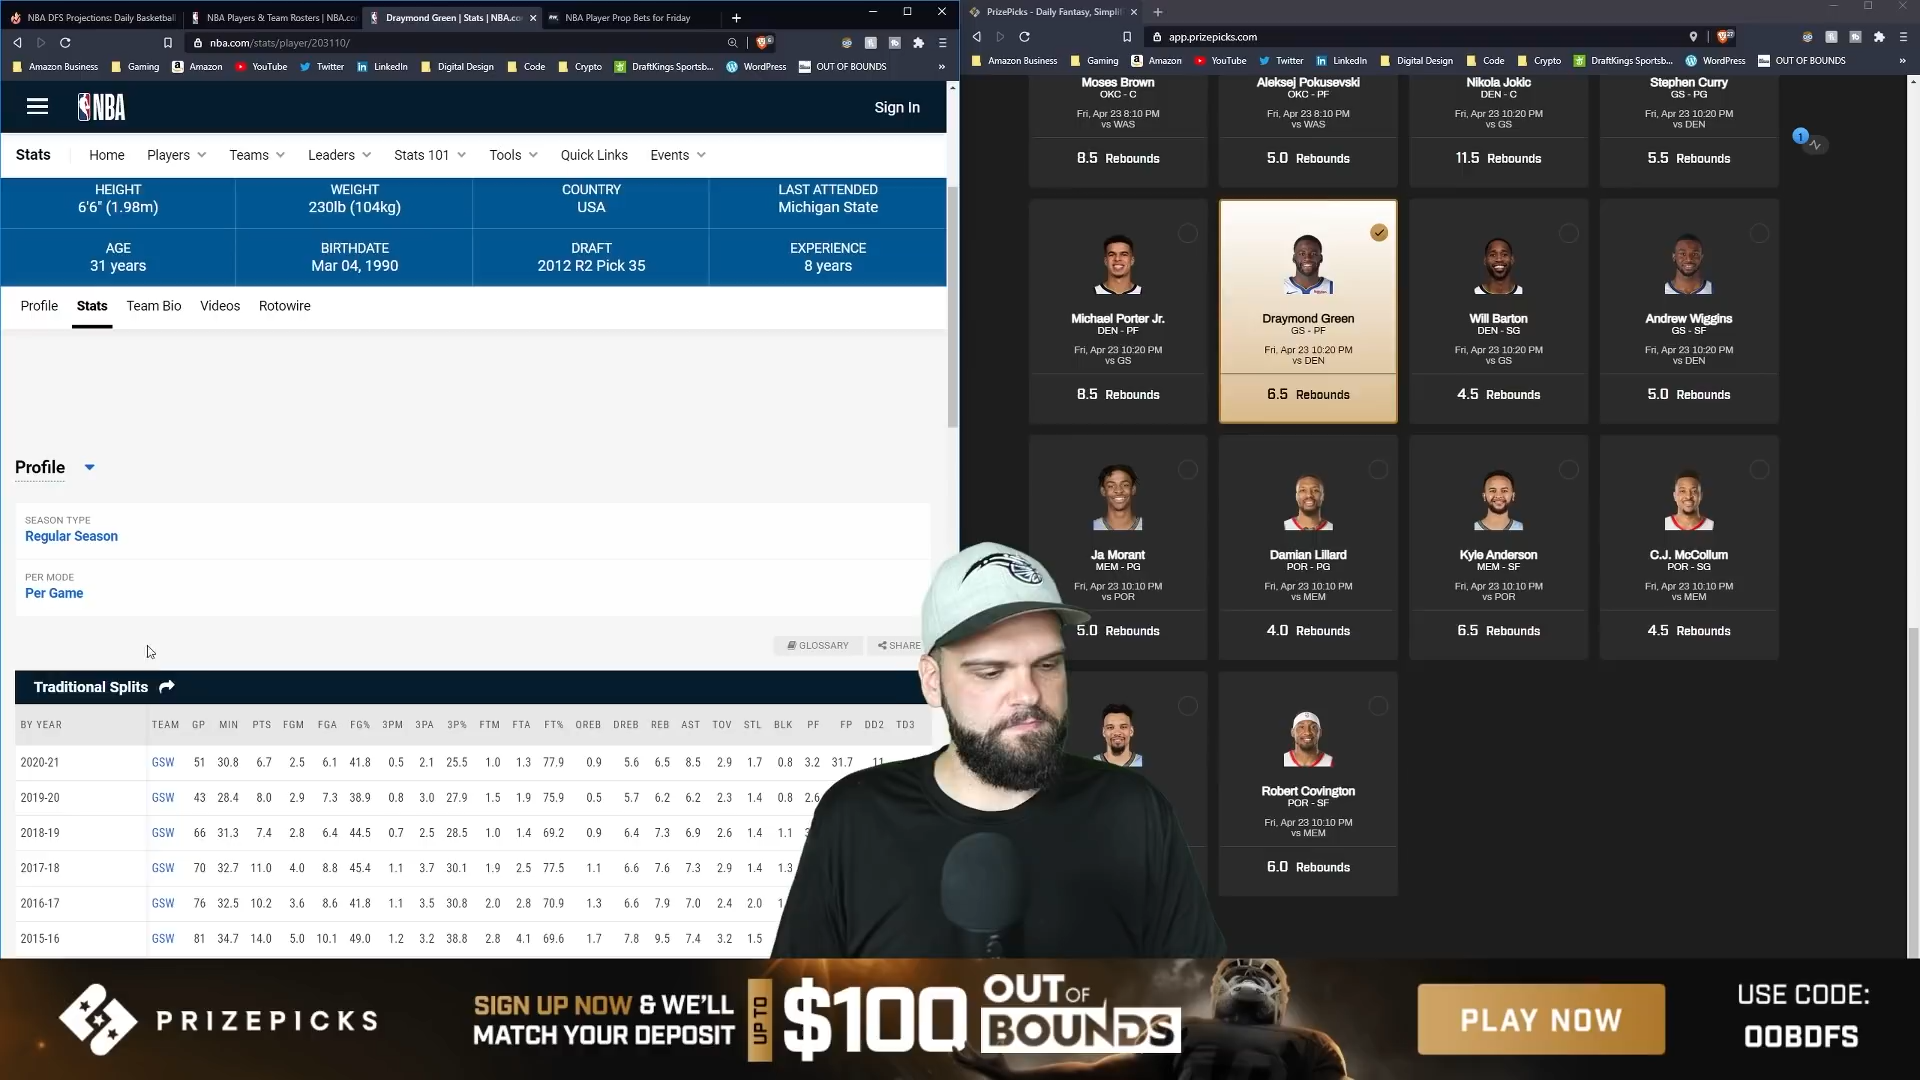 NBA DFS Projections: Daily Basketball
NBA Players & Team Rosters | NBA.co
Draymond Green | Stats | NBA.co
NBA Player Prop Bets for Friday
nba.com/stats/player/203110/
Amazon Business Gaming Amazon YouTube Twitter LinkedIn Digital Design Code Crypto DraftKings Sportsb... WordPress OUT OF BOUNDS »
NBA
Sign In
Stats Home Players Teams Leaders Stats 101 Tools Quick Links Events
HEIGHT WEIGHT COUNTRY LAST ATTENDED
6'6" (1.98m) 230lb (104kg) USA Michigan State
AGE BIRTHDATE DRAFT EXPERIENCE
31 years Mar 04, 1990 2012 R2 Pick 35 8 years
Profile Stats Team Bio Videos Rotowire
Profile
SEASON TYPE
Regular Season
PER MODE
Per Game
GLOSSARY SHARE
Traditional Splits
BY YEAR TEAM GP MIN PTS FGM FGA FG% 3PM 3PA 3P% FTM FTA FT% OREB DREB REB AST TOV STL BLK PF FP DD2 TD3
2020-21 GSW 51 30.8 6.7 2.5 6.1 41.8 0.5 2.1 25.5 1.0 1.3 77.9 0.9 5.6 6.5 8.5 2.9 1.7 0.8 3.2 31.7 11
2019-20 GSW 43 28.4 8.0 2.9 7.3 38.9 0.8 3.0 27.9 1.5 1.9 75.9 0.5 5.7 6.2 6.2 2.3 1.4 0.8 2.6
2018-19 GSW 66 31.3 7.4 2.8 6.4 44.5 0.7 2.5 28.5 1.0 1.4 69.2 0.9 6.4 7.3 6.9 2.6 1.4 1.1
2017-18 GSW 70 32.7 11.0 4.0 8.8 45.4 1.1 3.7 30.1 1.9 2.5 77.5 1.1 6.6 7.6 7.3 2.9 1.4 1.3
2016-17 GSW 76 32.5 10.2 3.6 8.6 41.8 1.1 3.5 30.8 2.0 2.8 70.9 1.3 6.6 7.9 7.0 2.4 2.0
2015-16 GSW 81 34.7 14.0 5.0 10.1 49.0 1.2 3.2 38.8 2.8 4.1 69.6 1.7 7.8 9.5 7.4 3.2 1.5
PrizePicks - Daily Fantasy, Simplif
app.prizepicks.com
27
Amazon Business Gaming Amazon YouTube Twitter LinkedIn Digital Design Code Crypto DraftKings Sportsb... WordPress OUT OF BOUNDS »
1
Moses Brown
OKC - C
Fri, Apr 23 8:10 PM
vs WAS
8.5 Rebounds
Aleksej Pokusevski
OKC - PF
Fri, Apr 23 8:10 PM
vs WAS
5.0 Rebounds
Nikola Jokic
DEN - C
Fri, Apr 23 10:20 PM
vs GS
11.5 Rebounds
Stephen Curry
GS - PG
Fri, Apr 23 10:20 PM
vs DEN
5.5 Rebounds
Michael Porter Jr.
DEN - PF
Fri, Apr 23 10:20 PM
vs GS
8.5 Rebounds
Draymond Green
GS - PF
Fri, Apr 23 10:20 PM
vs DEN
6.5 Rebounds
Will Barton
DEN - SG
Fri, Apr 23 10:20 PM
vs GS
4.5 Rebounds
Andrew Wiggins
GS - SF
Fri, Apr 23 10:20 PM
vs DEN
5.0 Rebounds
Ja Morant
MEM - PG
Fri, Apr 23 10:10 PM
vs POR
5.0 Rebounds
Damian Lillard
POR - PG
Fri, Apr 23 10:10 PM
vs MEM
4.0 Rebounds
Kyle Anderson
MEM - SF
Fri, Apr 23 10:10 PM
vs POR
6.5 Rebounds
C.J. McCollum
POR - SG
Fri, Apr 23 10:10 PM
vs MEM
4.5 Rebounds
Robert Covington
POR - SF
Fri, Apr 23 10:10 PM
vs MEM
6.0 Rebounds
PRIZEPICKS
SIGN UP NOW & WE'LL
MATCH YOUR DEPOSIT
UP TO
$100
OUT OF
BOUNDS
PLAY NOW
USE CODE:
OOBDFS